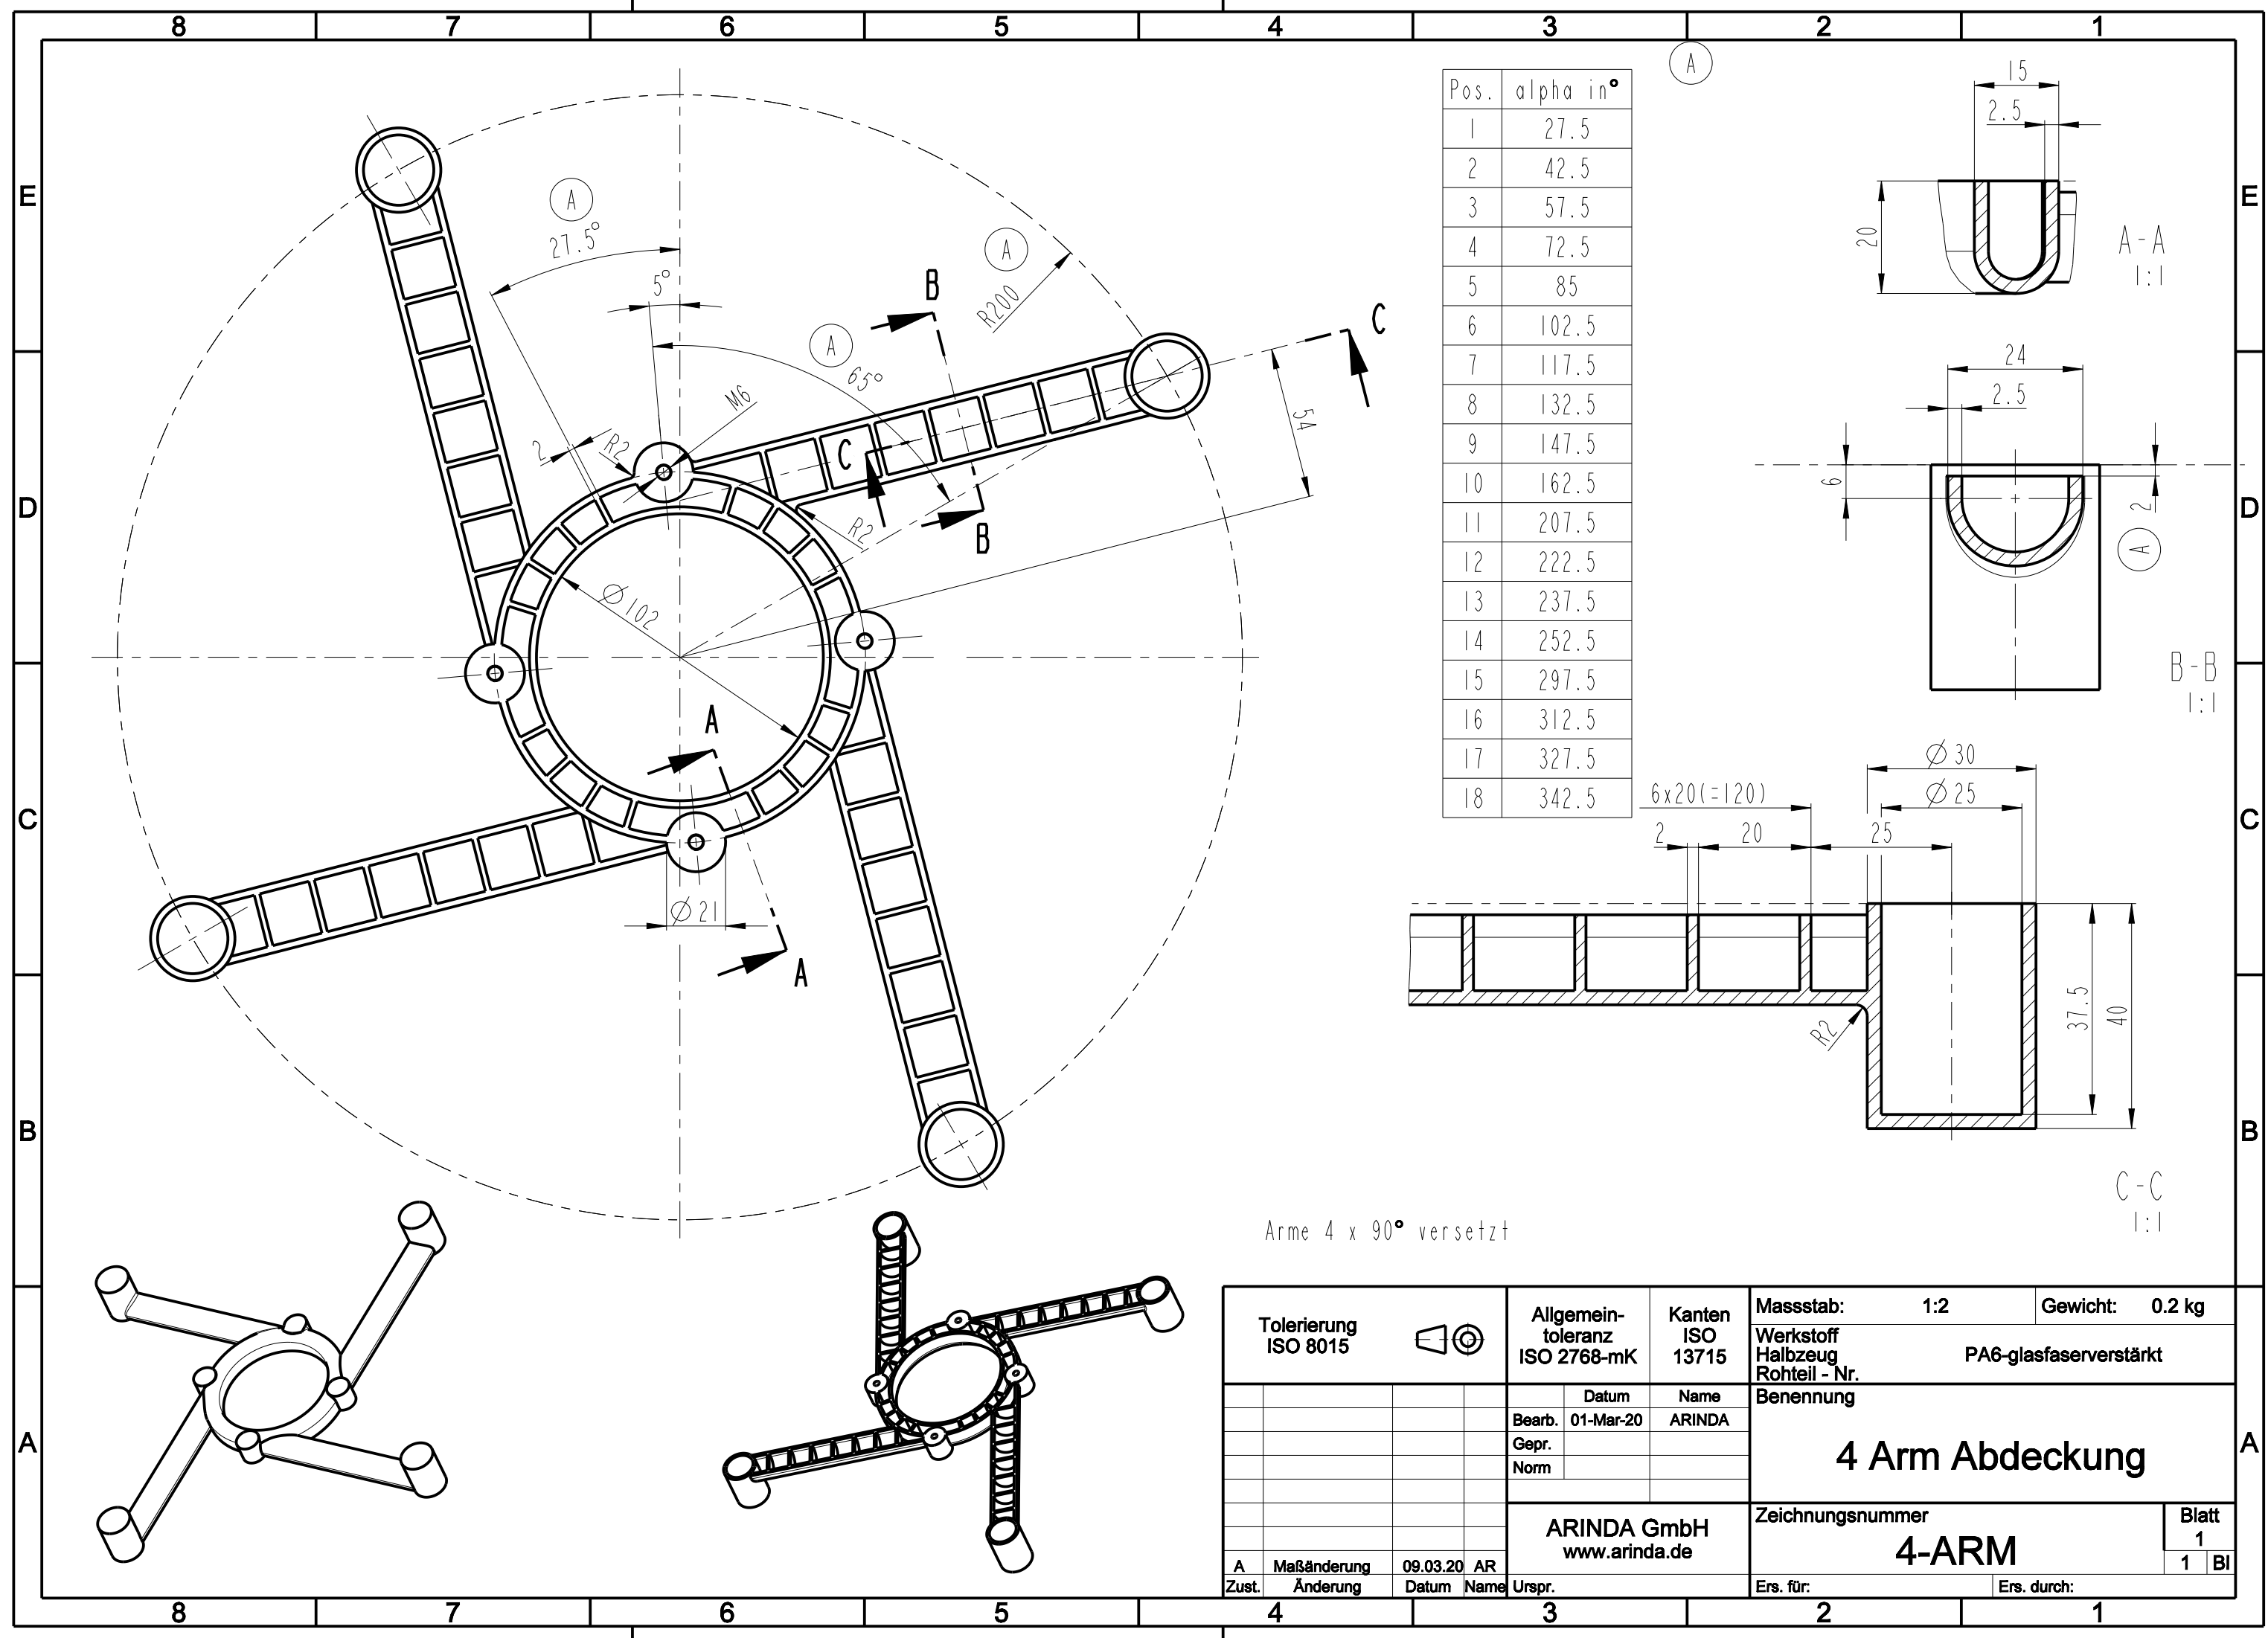 8 7 6 5 4 3 2 1
E E
D D
C C
B B
A A
A
27.5°
5°
A
R200
A
65°
M6
2
R2
R2
Ø102
54
B
B
C
C
A
A
Ø21
A
Pos. alpha in°
1 27.5
2 42.5
3 57.5
4 72.5
5 85
6 102.5
7 117.5
8 132.5
9 147.5
10 162.5
11 207.5
12 222.5
13 237.5
14 252.5
15 297.5
16 312.5
17 327.5
18 342.5
15
2.5
20
A-A
1:1
24
2.5
6
2
A
B-B
1:1
Ø30
6x20(=120)
Ø25
2 20 25
R2
37.5
40
C-C
1:1
Arme 4 x 90° versetzt
Tolerierung
ISO 8015
Allgemein-
toleranz
ISO 2768-mK
Kanten
ISO
13715
Massstab: 1:2
Gewicht: 0.2 kg
Werkstoff
Halbzeug
Rohteil - Nr.
PA6-glasfaserverstärkt
Datum Name
Bearb. 01-Mar-20 ARINDA
Gepr.
Norm
Benennung
4 Arm Abdeckung
ARINDA GmbH
www.arinda.de
Zeichnungsnummer
4-ARM
Blatt
1
1 Bl
A Maßänderung 09.03.20 AR
Zust. Änderung Datum Name
Urspr.
Ers. für:
Ers. durch:
8 7 6 5 4 3 2 1